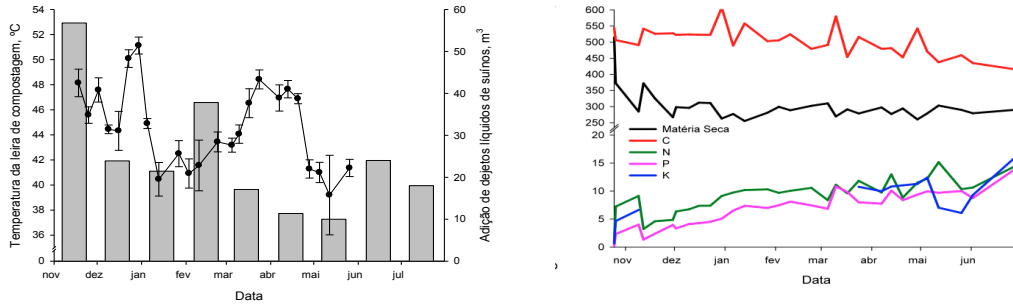 Temperatura da leira de compostagem, ºC
54
52
50
48
46
44
42
40
38
36
0
nov dez jan fev mar abr mai jun jul
Data
60
50
40
30
20
10
0
Adição de dejetos líquidos de suínos, m³
600
550
500
450
400
350
300
250
20
15
10
5
0
Matéria Seca
C
N
P
K
nov dez jan fev mar abr mai jun
Data